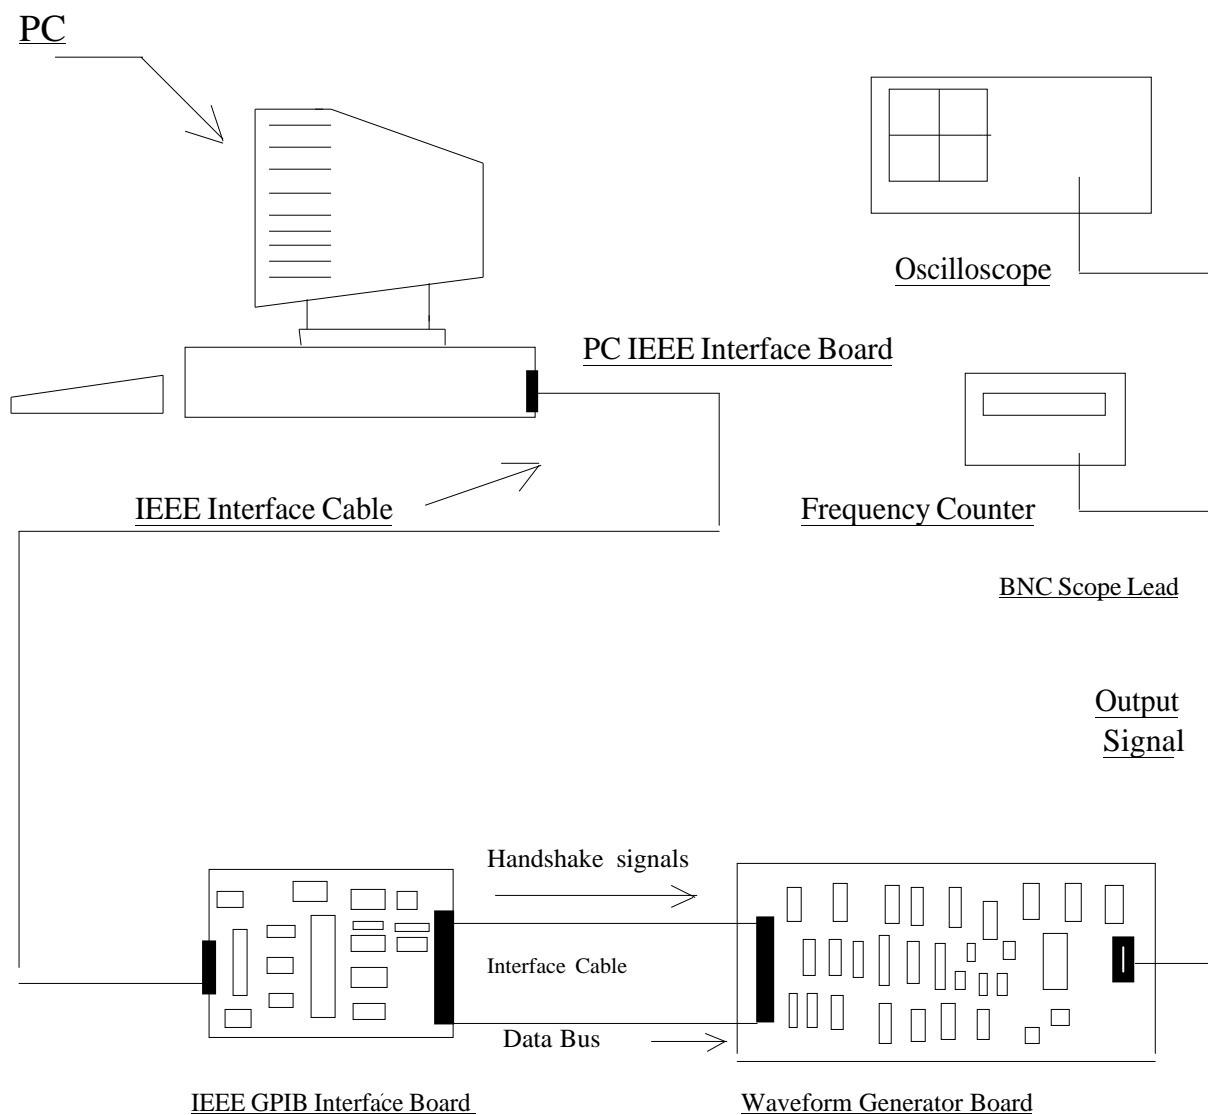 PC
Oscilloscope
PC IEEE Interface Board
IEEE Interface Cable
Frequency Counter
BNC Scope Lead
Output
Signal
Handshake signals
Interface Cable
Data Bus
IEEE GPIB Interface Board
Waveform Generator Board